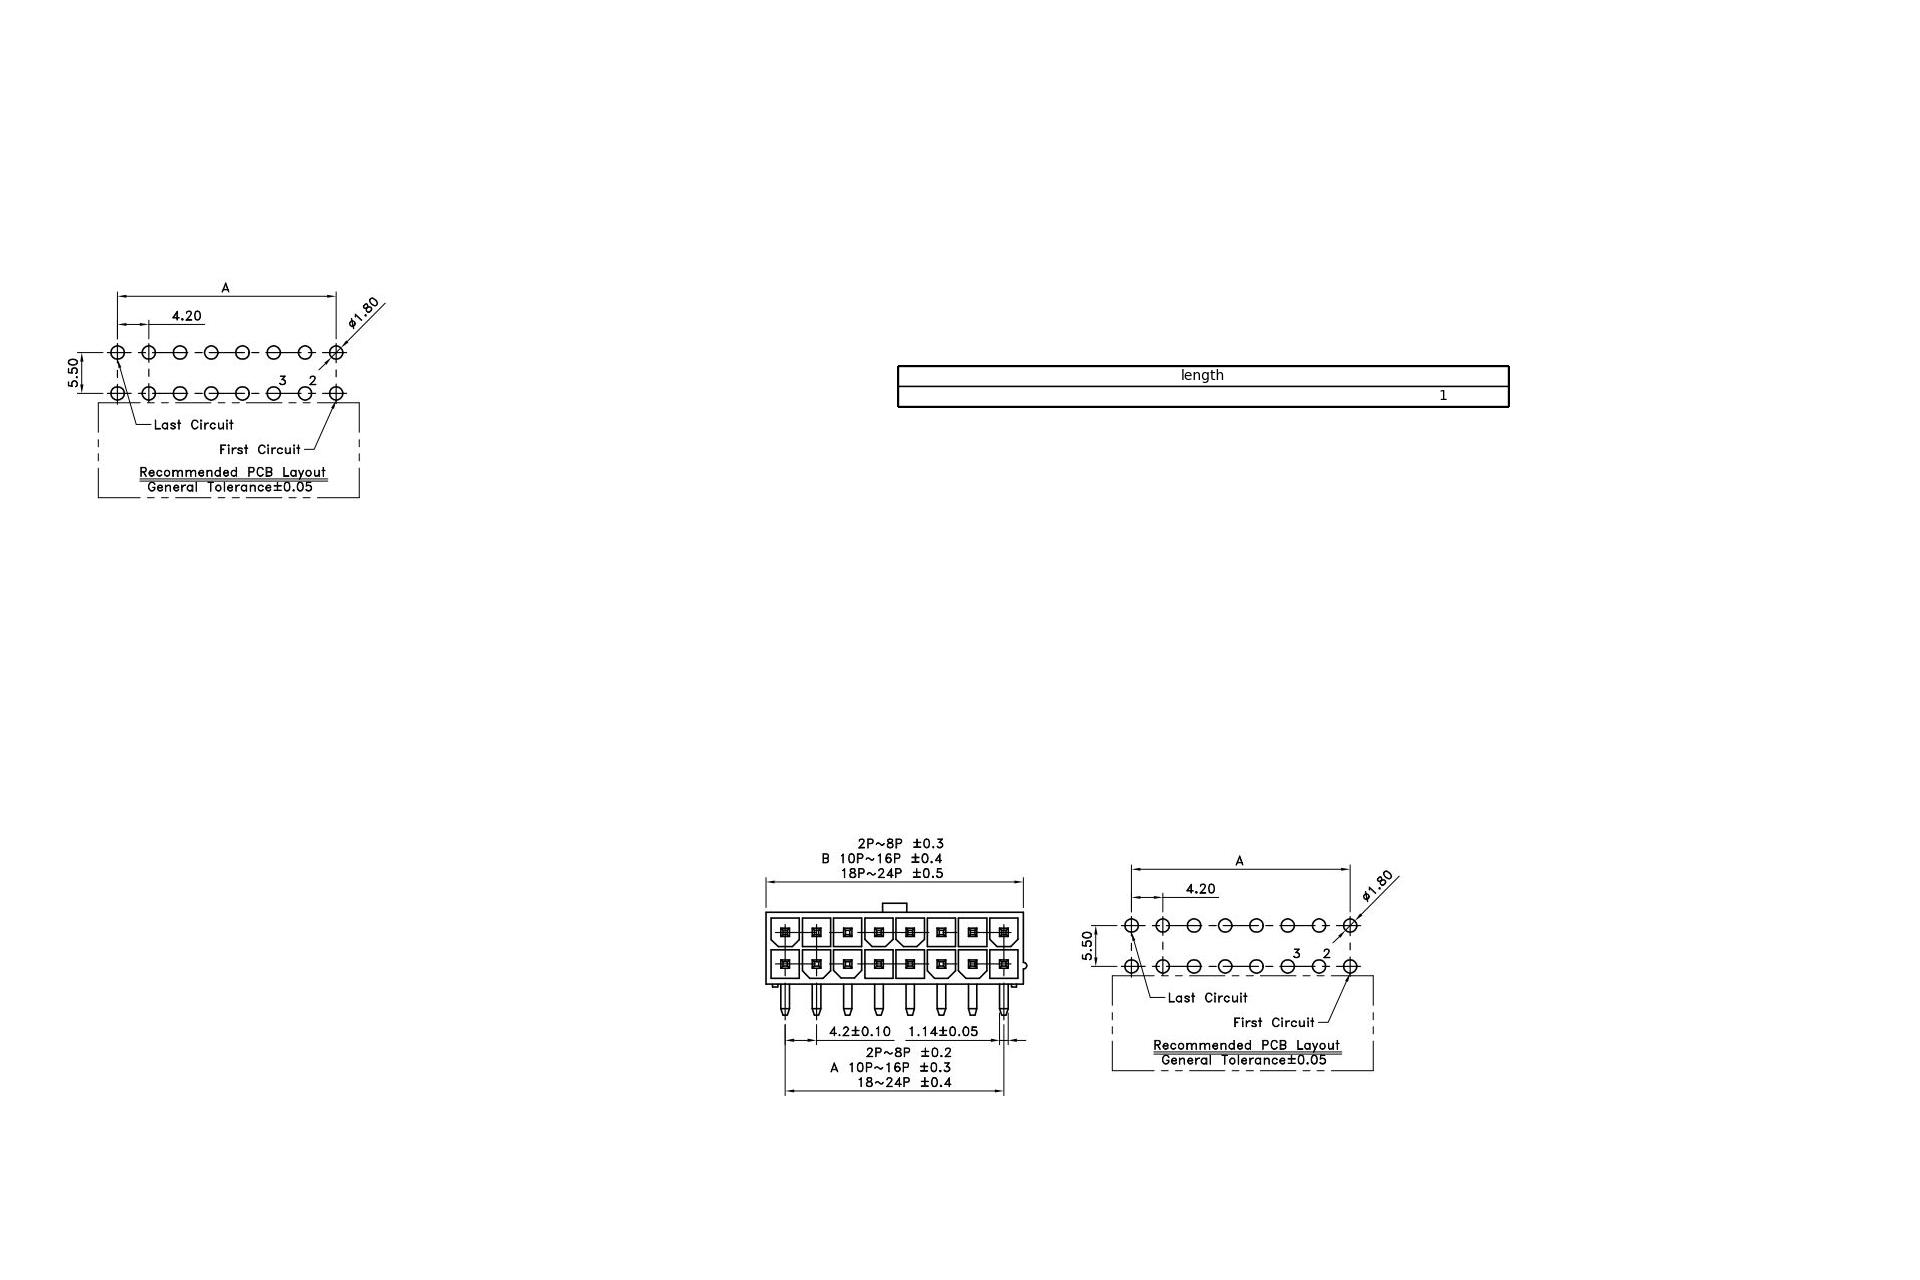 A
4.20
ø1.80
5.50
3 2
Last Circuit
First Circuit
Recommended PCB Layout
General Tolerance±0.05
length
1
2P~8P ±0.3
B 10P~16P ±0.4
18P~24P ±0.5
4.2±0.10 1.14±0.05
2P~8P ±0.2
A 10P~16P ±0.3
18~24P ±0.4
A
4.20
ø1.80
5.50
3 2
Last Circuit
First Circuit
Recommended PCB Layout
General Tolerance±0.05